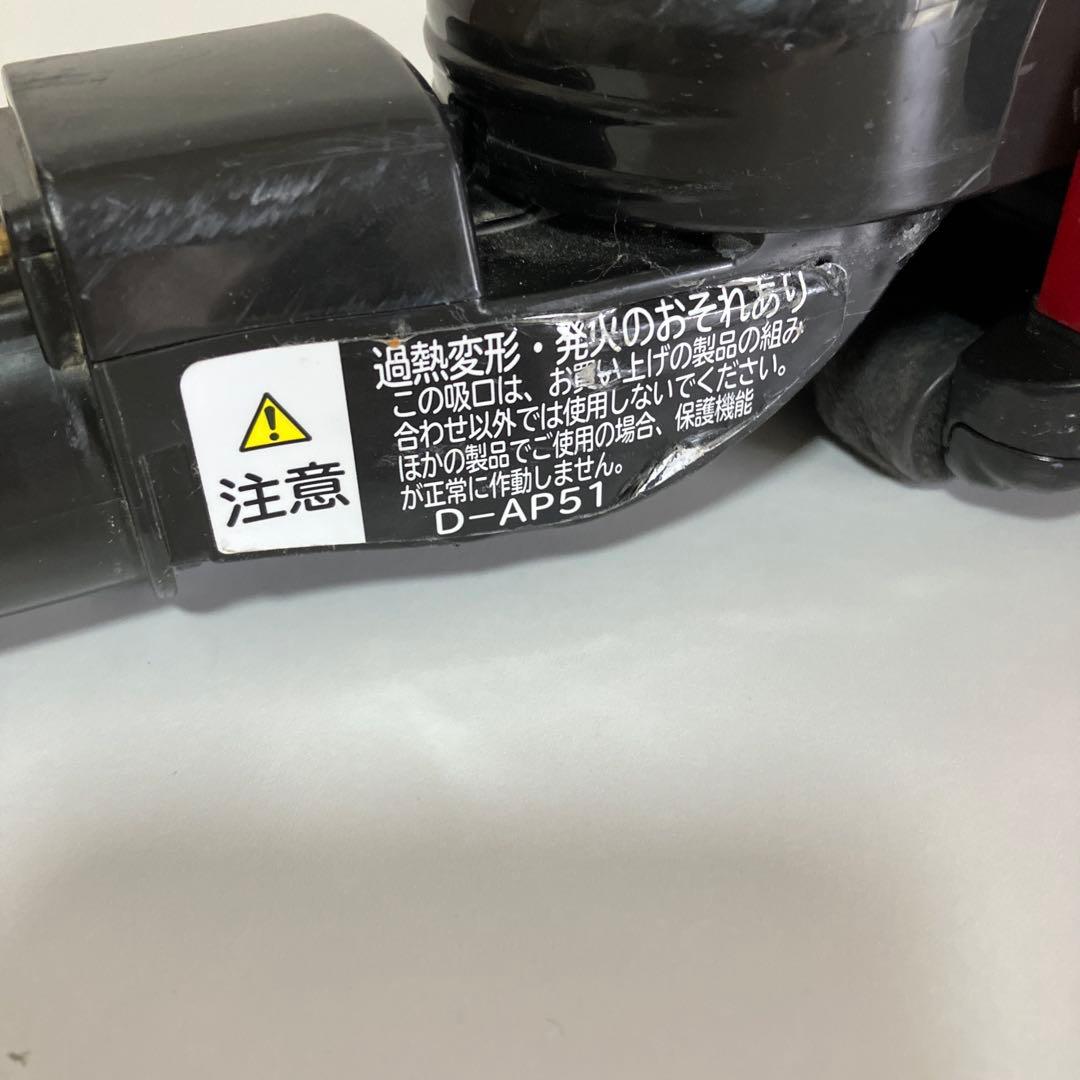 注意
過熱変形・発火のおそれあり
この吸口は、お買い上げの製品の組み
合わせ以外では使用しないでください。
ほかの製品でご使用の場合、保護機能
が正常に作動しません。
D-AP51